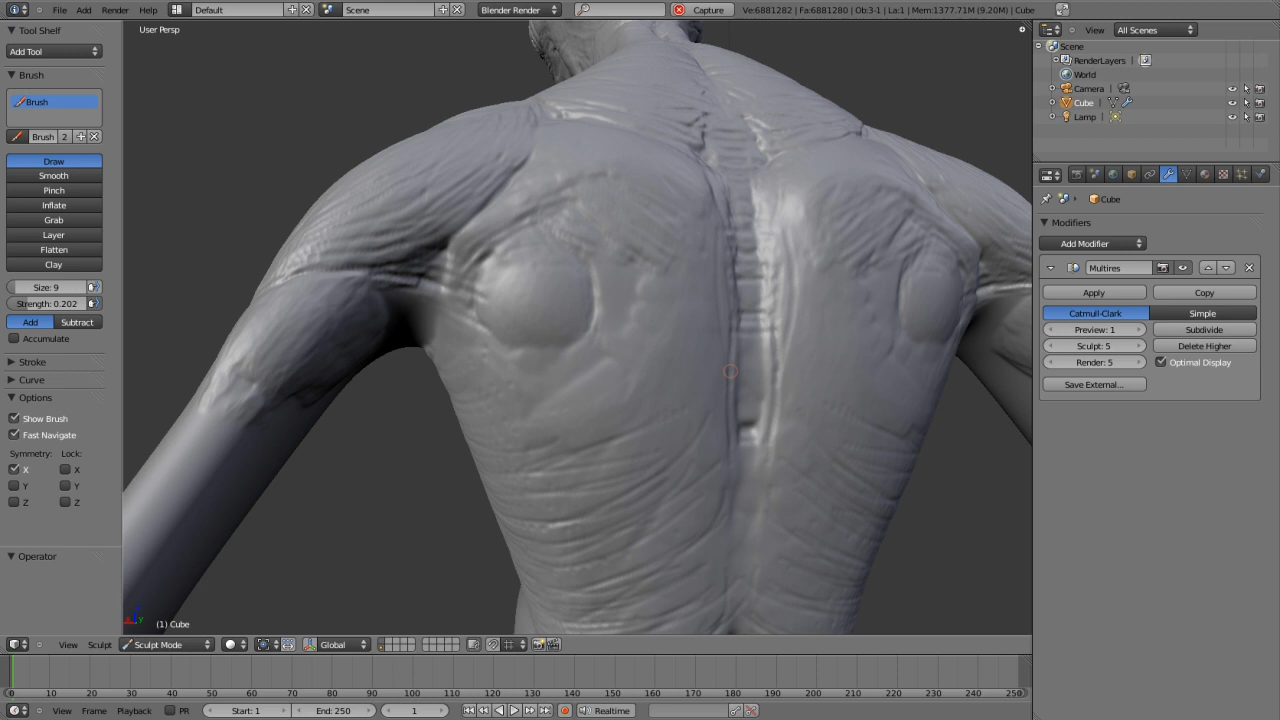 File Add Render Help Default Scene Blender Render Capture Ve:6881282 | Fa:6881280 | Ob:3-1 | La:1 | Mem:1377.71M (9.20M) | Cube
Tool Shelf
Add Tool
Brush
Brush
Brush 2
Draw
Smooth
Pinch
Inflate
Grab
Layer
Flatten
Clay
Size: 9
Strength: 0.202
Add Subtract
Accumulate
Stroke
Curve
Options
Show Brush
Fast Navigate
Symmetry: Lock:
X X
Y Y
Z Z
Operator
User Persp
y
(1) Cube
View All Scenes
Scene
RenderLayers
World
Camera
Cube
Lamp
Cube
Modifiers
Add Modifier
Multires
Apply Copy
Catmull-Clark Simple
Preview: 1 Subdivide
Sculpt: 5 Delete Higher
Render: 5 Optimal Display
Save External...
View Sculpt Sculpt Mode Global
0 10 20 30 40 50 60 70 80 90 100 110 120 130 140 150 160 170 180 190 200 210 220 230 240 250
View Frame Playback PR Start: 1 End: 250 1 Realtime